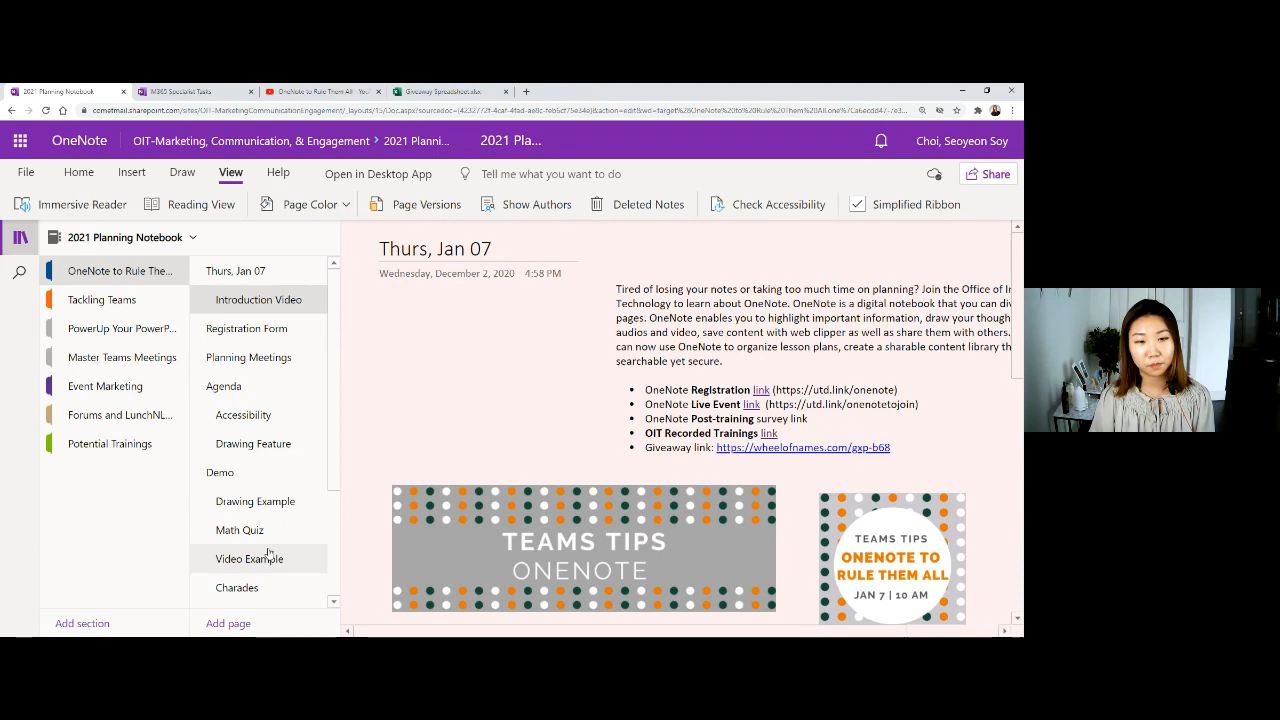 2021 Planning Notebook
M365 Specialist Tasks
OneNote to Rule Them All - You
Giveaway Spreadsheet.xlsx
OneNote
OIT-Marketing, Communication, & Engagement > 2021 Planni...
2021 Pla...
Choi, Seoyeon Soy
File
Home
Insert
Draw
View
Help
Open in Desktop App
Tell me what you want to do
Share
Immersive Reader
Reading View
Page Color
Page Versions
Show Authors
Deleted Notes
Check Accessibility
Simplified Ribbon
2021 Planning Notebook
OneNote to Rule The...
Tackling Teams
PowerUp Your PowerP...
Master Teams Meetings
Event Marketing
Forums and LunchNL...
Potential Trainings
Add section
Thurs, Jan 07
Introduction Video
Registration Form
Planning Meetings
Agenda
Accessibility
Drawing Feature
Demo
Drawing Example
Math Quiz
Video Example
Charades
Add page
Thurs, Jan 07
Wednesday, December 2, 2020 4:58 PM
Tired of losing your notes or taking too much time on planning? Join the Office of In
Technology to learn about OneNote. OneNote is a digital notebook that you can div
pages. OneNote enables you to highlight important information, draw your though
audios and video, save content with web clipper as well as share them with others.
can now use OneNote to organize lesson plans, create a sharable content library th
searchable yet secure.
• OneNote Registration link (https://utd.link/onenote)
• OneNote Live Event link (https://utd.link/onenotetojoin)
• OneNote Post-training survey link
• OIT Recorded Trainings link
• Giveaway link: https://wheelofnames.com/gxp-b68
TEAMS TIPS
ONENOTE
TEAMS TIPS
ONENOTE TO
RULE THEM ALL
JAN 7 | 10 AM